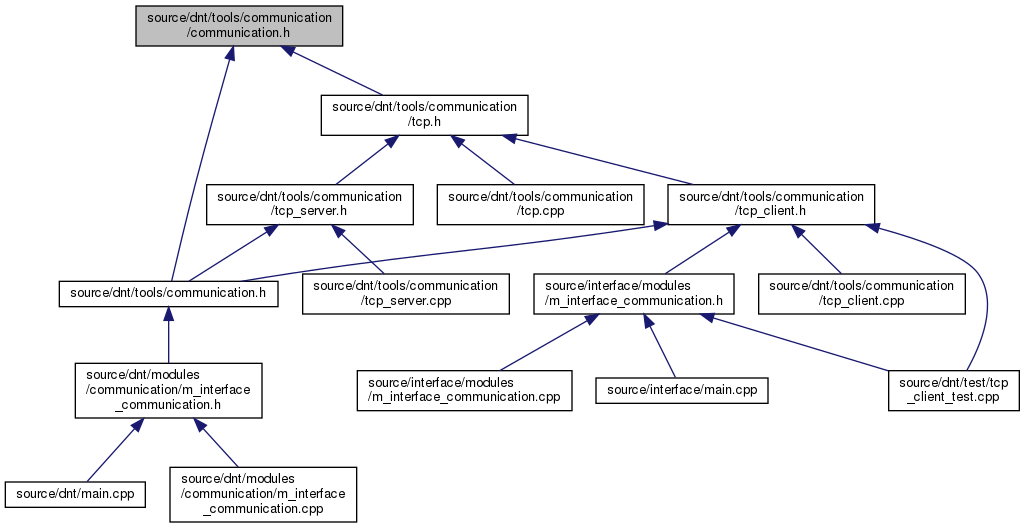 source/dnt/tools/communication
/communication.h
source/dnt/tools/communication
/tcp.h
source/dnt/tools/communication
/tcp_server.h
source/dnt/tools/communication
/tcp.cpp
source/dnt/tools/communication
/tcp_client.h
source/dnt/tools/communication.h
source/dnt/tools/communication
/tcp_server.cpp
source/interface/modules
/m_interface_communication.h
source/dnt/tools/communication
/tcp_client.cpp
source/dnt/modules
/communication/m_interface
_communication.h
source/interface/modules
/m_interface_communication.cpp
source/interface/main.cpp
source/dnt/test/tcp
_client_test.cpp
source/dnt/main.cpp
source/dnt/modules
/communication/m_interface
_communication.cpp